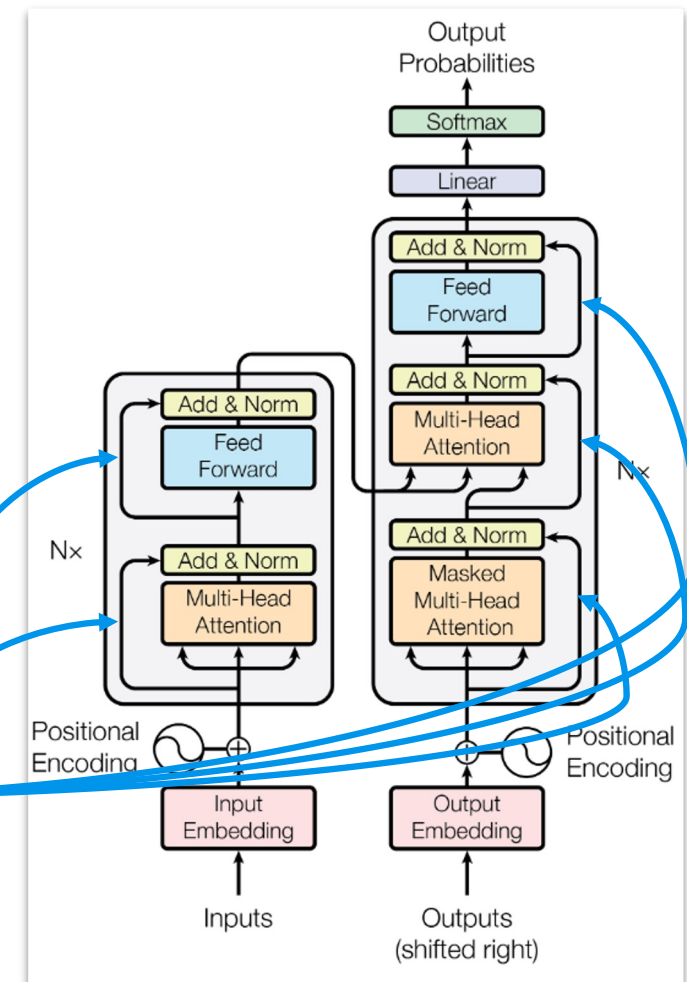 Output
Probabilities
Softmax
Linear
Add & Norm
Feed
Forward
Add & Norm
Multi-Head
Attention
Nx
Add & Norm
Masked
Multi-Head
Attention
Positional
Encoding
Output
Embedding
Outputs
(shifted right)
Add & Norm
Feed
Forward
Nx
Add & Norm
Multi-Head
Attention
Positional
Encoding
Input
Embedding
Inputs